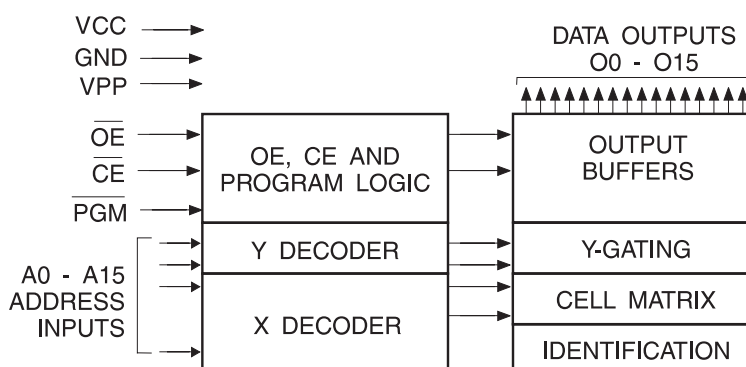 VCC
GND
VPP
DATA OUTPUTS
O0 - O15
OE
CE
PGM
OE, CE AND
PROGRAM LOGIC
OUTPUT
BUFFERS
A0 - A15
ADDRESS
INPUTS
Y DECODER
Y-GATING
X DECODER
CELL MATRIX
IDENTIFICATION